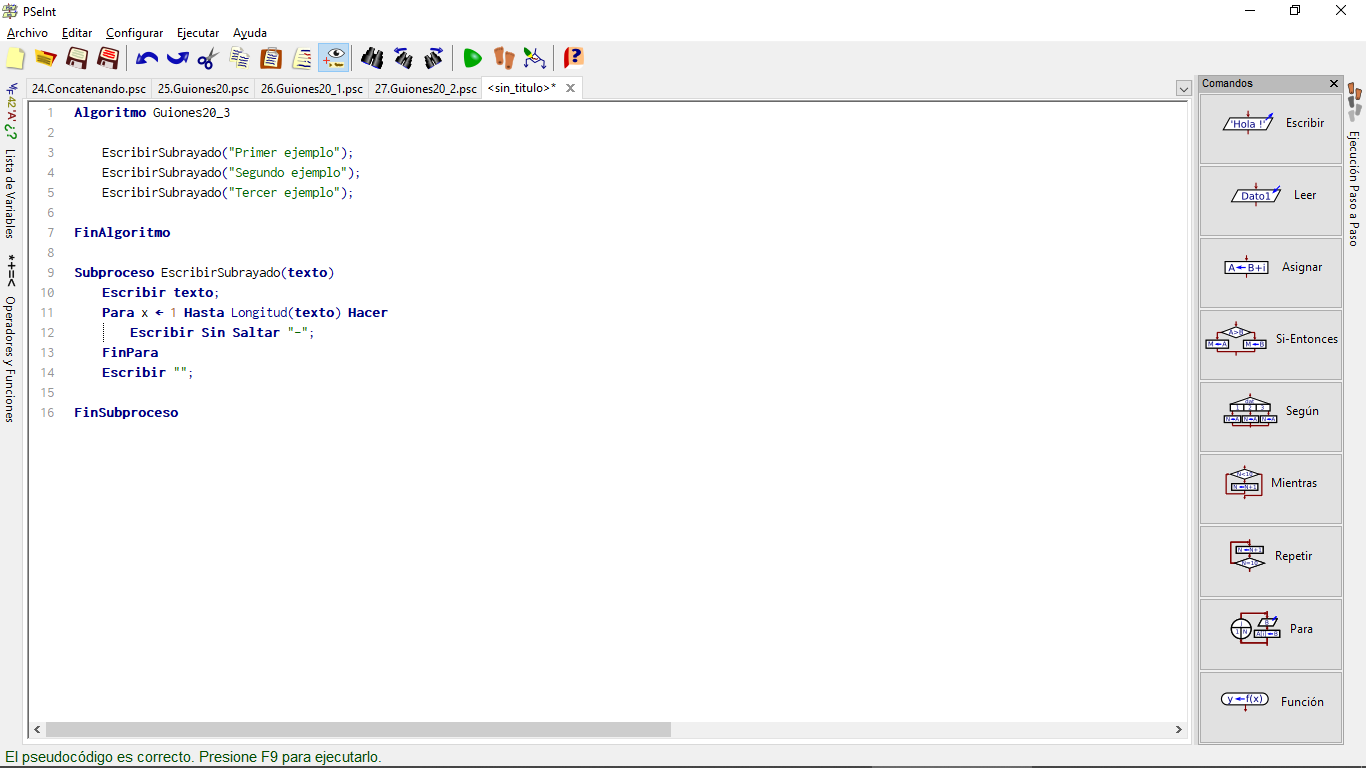 PSeInt
Archivo Editar Configurar Ejecutar Ayuda
24.Concatenando.psc 25.Guiones20.psc 26.Guiones20_1.psc 27.Guiones20_2.psc <sin_titulo>*
1 Algoritmo Guiones20_3
2
3 EscribirSubrayado("Primer ejemplo");
4 EscribirSubrayado("Segundo ejemplo");
5 EscribirSubrayado("Tercer ejemplo");
6
7 FinAlgoritmo
8
9 Subproceso EscribirSubrayado(texto)
10 Escribir texto;
11 Para x ← 1 Hasta Longitud(texto) Hacer
12 Escribir Sin Saltar "-";
13 FinPara
14 Escribir "";
15
16 FinSubproceso
42 'A' ¿?
Lista de Variables
*+=<
Operadores y Funciones
Comandos
'Hola !' Escribir
Dato1 Leer
A←B+i Asignar
A>B M←A M←B Si-Entonces
1 2 3 N←A N←A N←A Según
N<10 N←N+1 Mientras
N←N+1 N=10 Repetir
Para
y←f(x) Función
Ejecución Paso a Paso
El pseudocódigo es correcto. Presione F9 para ejecutarlo.